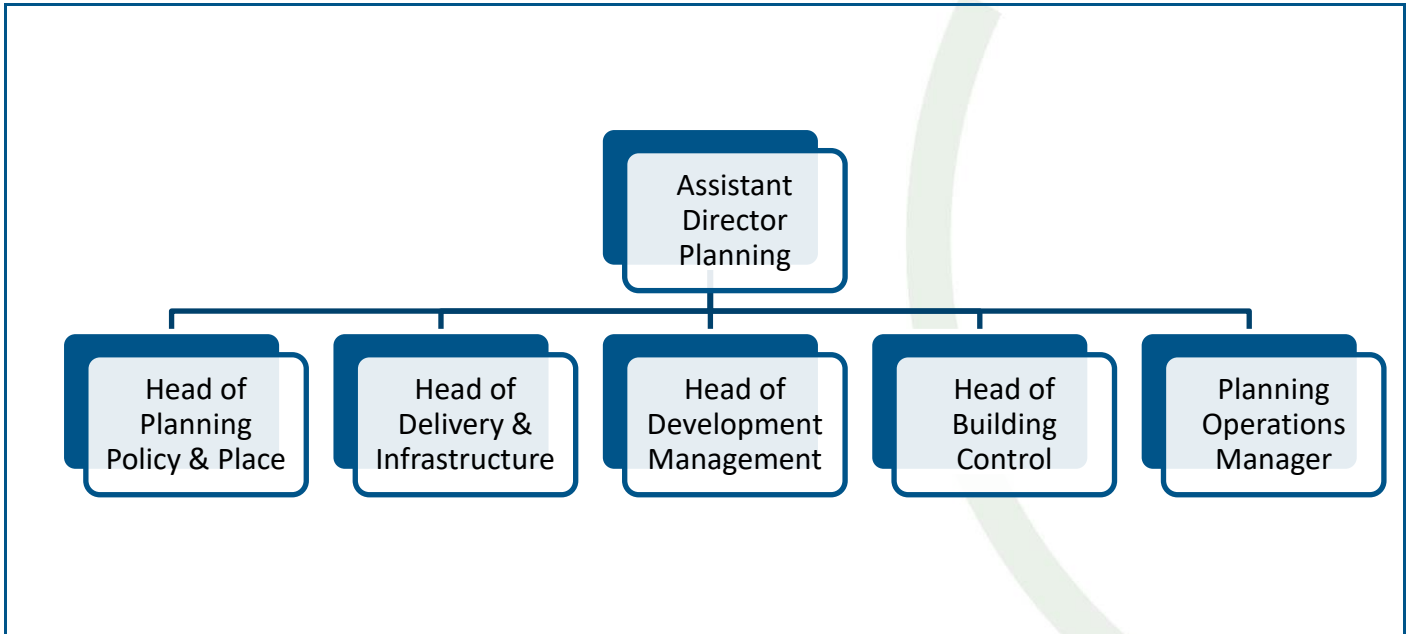 Assistant
Director
Planning
Head of
Planning
Policy & Place
Head of
Delivery &
Infrastructure
Head of
Development
Management
Head of
Building
Control
Planning
Operations
Manager